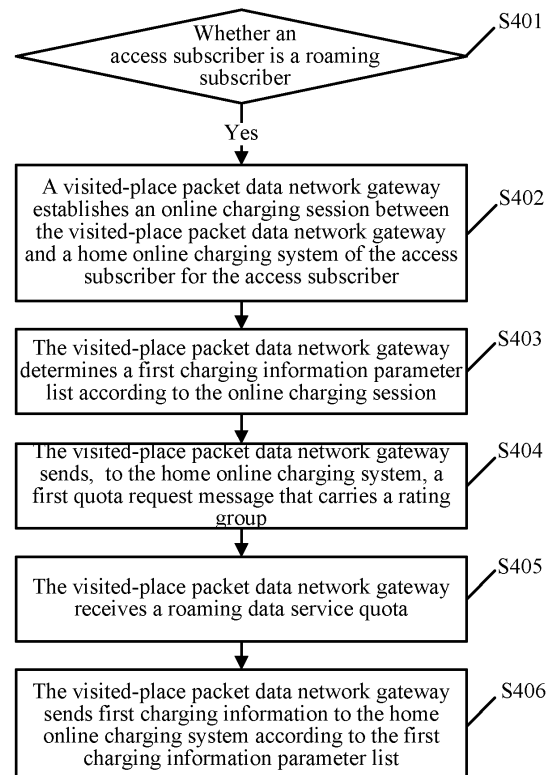 Whether an
access subscriber is a roaming
subscriber
S401
Yes
A visited-place packet data network gateway
establishes an online charging session between
the visited-place packet data network gateway
and a home online charging system of the access
subscriber for the access subscriber
S402
The visited-place packet data network gateway
determines a first charging information parameter
list according to the online charging session
S403
The visited-place packet data network gateway
sends, to the home online charging system, a
first quota request message that carries a rating
group
S404
The visited-place packet data network gateway
receives a roaming data service quota
S405
The visited-place packet data network gateway
sends first charging information to the home
online charging system according to the first
charging information parameter list
S406